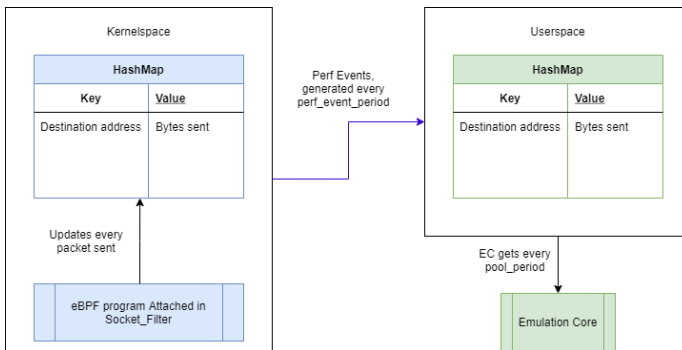 Kernelspace
HashMap
Key Value
Destination address Bytes sent
Updates every
packet sent
eBPF program Attached in
Socket_Filter
Perf Events,
generated every
perf_event_period
Userspace
HashMap
Key Value
Destination address Bytes sent
EC gets every
pool_period
Emulation Core